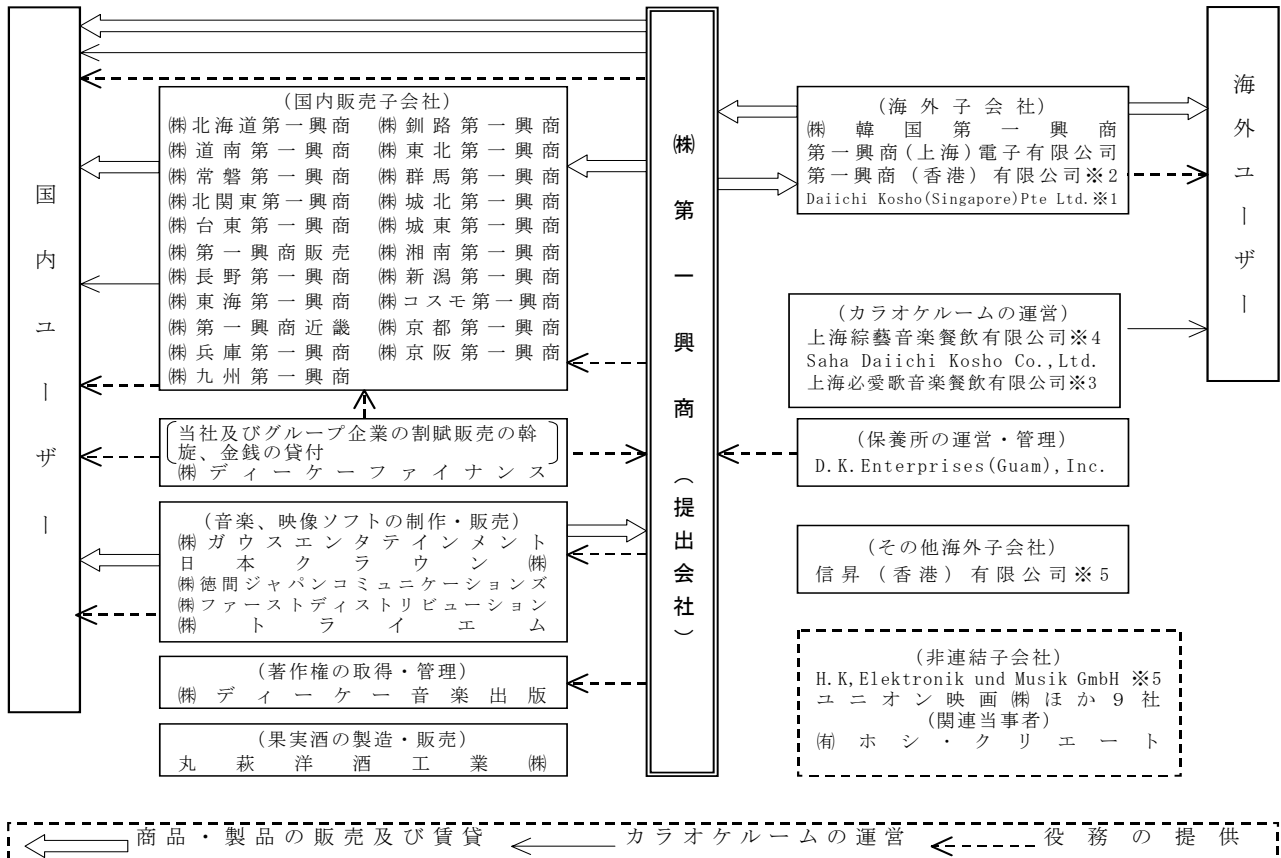 国内ユーザー
(国内販売子会社)
㈱北海道第一興商 ㈱釧路第一興商
㈱道南第一興商 ㈱東北第一興商
㈱常磐第一興商 ㈱群馬第一興商
㈱北関東第一興商 ㈱城北第一興商
㈱台東第一興商 ㈱城東第一興商
㈱第一興商販売 ㈱湘南第一興商
㈱長野第一興商 ㈱新潟第一興商
㈱東海第一興商 ㈱コスモ第一興商
㈱第一興商近畿 ㈱京都第一興商
㈱兵庫第一興商 ㈱京阪第一興商
㈱九州第一興商
当社及びグループ企業の割賦販売の斡
旋、金銭の貸付
㈱ディーケーファイナンス
(音楽、映像ソフトの制作・販売)
㈱ガウスエンタテインメント
日本クラウン㈱
㈱徳間ジャパンコミュニケーションズ
㈱ファーストディストリビューション
㈱トライエム
(著作権の取得・管理)
㈱ディーケー音楽出版
(果実酒の製造・販売)
丸萩洋酒工業㈱
㈱第一興商(提出会社)
(海外子会社)
㈱韓国第一興商
第一興商(上海)電子有限公司
第一興商(香港)有限公司※2
Daiichi Kosho(Singapore)Pte Ltd.※1
(カラオケルームの運営)
上海綜藝音楽餐飲有限公司※4
Saha Daiichi Kosho Co.,Ltd.
上海必愛歌音楽餐飲有限公司※3
(保養所の運営・管理)
D.K.Enterprises(Guam),Inc.
(その他海外子会社)
信昇(香港)有限公司※5
(非連結子会社)
H.K,Elektronik und Musik GmbH ※5
ユニオン映画㈱ほか9社
(関連当事者)
㈲ホシ・クリエート
海外ユーザー
商品・製品の販売及び賃貸 カラオケルームの運営 役務の提供